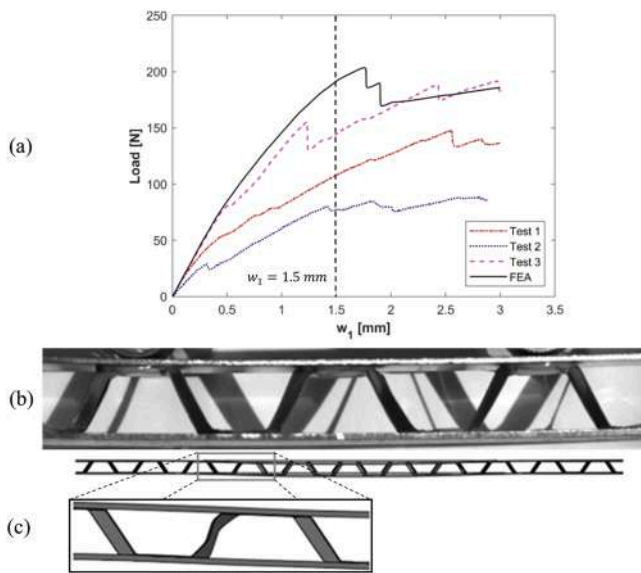 250
200
150
100
50
0
Load [N]
(a)
w₁ = 1.5 mm
Test 1
Test 2
Test 3
FEA
0 0.5 1 1.5 2 2.5 3 3.5
w₁ [mm]
(b)
(c)